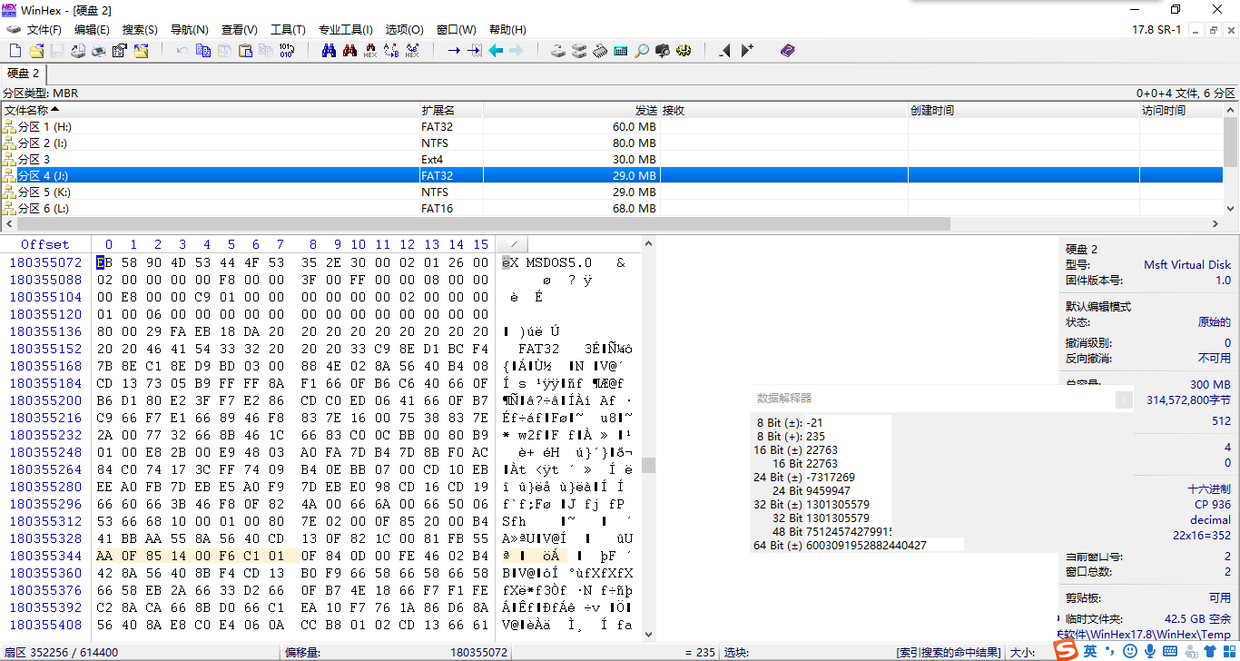 WinHex - [硬盘 2]
文件(F) 编辑(E) 搜索(S) 导航(N) 查看(V) 工具(T) 专业工具(I) 选项(O) 窗口(W) 帮助(H) 17.8 SR-1
硬盘 2
分区类型: MBR 0+0+4 文件, 6 分区
文件名称 扩展名 发送 接收 创建时间 访问时间
分区 1 (H:) FAT32 60.0 MB
分区 2 (I:) NTFS 80.0 MB
分区 3 Ext4 30.0 MB
分区 4 (J:) FAT32 29.0 MB
分区 5 (K:) NTFS 29.0 MB
分区 6 (L:) FAT16 68.0 MB
Offset 0 1 2 3 4 5 6 7 8 9 10 11 12 13 14 15
180355072 EB 58 90 4D 53 44 4F 53 35 2E 30 00 02 01 26 00 ëX MSDOS5.0 &
180355088 02 00 00 00 00 F8 00 00 3F 00 FF 00 00 08 00 00 ø ? ÿ
180355104 00 E8 00 00 C9 01 00 00 00 00 00 00 02 00 00 00 è É
180355120 01 00 06 00 00 00 00 00 00 00 00 00 00 00 00 00
180355136 80 00 29 FA EB 18 DA 20 20 20 20 20 20 20 20 20 )úë Ú
180355152 20 20 46 41 54 33 32 20 20 20 33 C9 8E D1 BC F4 FAT32 3ÉÑ¼ô
180355168 7B 8E C1 8E D9 BD 03 00 88 4E 02 8A 56 40 B4 08 {ÁÙ½ N V@´
180355184 CD 13 73 05 B9 FF FF 8A F1 66 0F B6 C6 40 66 0F Í s ¹ÿÿñf ¶Æ@f
180355200 B6 D1 80 E2 3F F7 E2 86 CD C0 ED 06 41 66 0F B7 ¶Ñâ?÷âÍÀí Af ·
180355216 C9 66 F7 E1 66 89 46 F8 83 7E 16 00 75 38 83 7E Éf÷áfFø~ u8~
180355232 2A 00 77 32 66 8B 46 1C 66 83 C0 0C BB 00 80 B9 * w2fF fÀ » ¹
180355248 01 00 E8 2B 00 E9 48 03 A0 FA 7D B4 7D 8B F0 AC è+ éH ú}´}ð¬
180355264 84 C0 74 17 3C FF 74 09 B4 0E BB 07 00 CD 10 EB Àt <ÿt ´ » Í ë
180355280 EE A0 FB 7D EB E5 A0 F9 7D EB E0 98 CD 16 CD 19 î û}ëå ù}ëàÍ Í
180355296 66 60 66 3B 46 F8 0F 82 4A 00 66 6A 00 66 50 06 f`f;Fø J fj fP
180355312 53 66 68 10 00 01 00 80 7E 02 00 0F 85 20 00 B4 Sfh ~ ´
180355328 41 BB AA 55 8A 56 40 CD 13 0F 82 1C 00 81 FB 55 A»ªUV@Í ûU
180355344 AA 0F 85 14 00 F6 C1 01 0F 84 0D 00 FE 46 02 B4 ª öÁ þF ´
180355360 42 8A 56 40 8B F4 CD 13 B0 F9 66 58 66 58 66 58 BV@ôÍ °ùfXfXfX
180355376 66 58 EB 2A 66 33 D2 66 0F B7 4E 18 66 F7 F1 FE fXë*f3Òf ·N f÷ñþ
180355392 C2 8A CA 66 8B D0 66 C1 EA 10 F7 76 1A 86 D6 8A ÂÊfÐfÁê ÷v Ö
180355408 56 40 8A E8 C0 E4 06 0A CC B8 01 02 CD 13 66 61 V@èÀä Ì¸ Í fa
硬盘 2
型号: Msft Virtual Disk
固件版本号: 1.0
默认编辑模式
状态: 原始的
撤消级别: 0
反向撤消: 不可用
总容量: 300 MB
314,572,800字节
512
4
0
十六进制
CP 936
decimal
22x16=352
当前窗口号: 2
窗口总数: 2
剪贴板: 可用
临时文件夹: 42.5 GB 空余
软件\WinHex17.8\WinHex\Temp
数据解释器
8 Bit (±): -21
8 Bit (+): 235
16 Bit (±) 22763
16 Bit 22763
24 Bit (±) -7317269
24 Bit 9459947
32 Bit (±) 1301305579
32 Bit 1301305579
48 Bit 7512457427991
64 Bit (±) 6003091952882440427
扇区 352256 / 614400 偏移量: 180355072 = 235 选块: [索引搜索的命中结果] 大小:
英